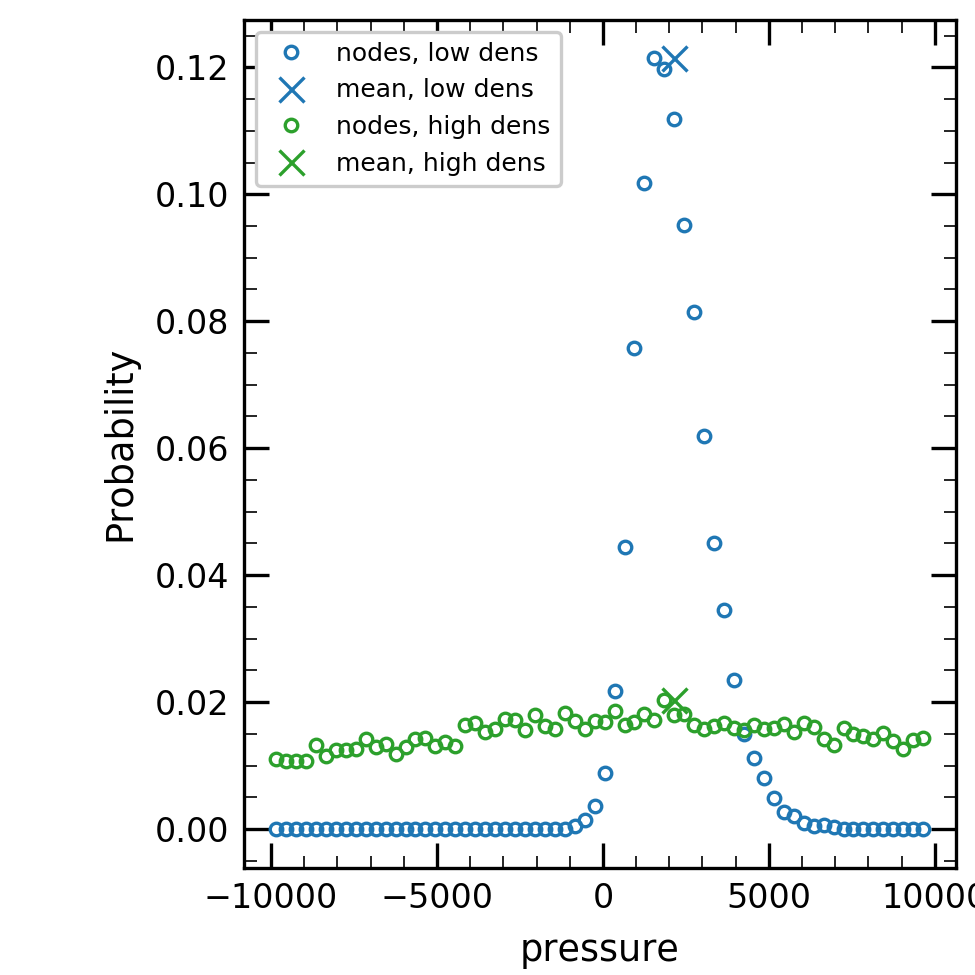 nodes, low dens
mean, low dens
nodes, high dens
mean, high dens
0.12
0.10
0.08
0.06
0.04
0.02
0.00
Probability
−10000 −5000 0 5000 10000
pressure